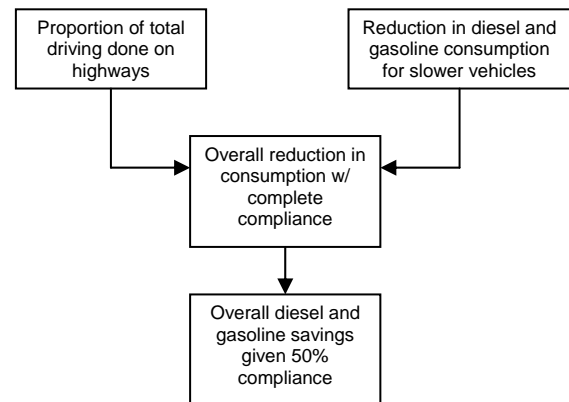 Proportion of total
driving done on
highways
Reduction in diesel and
gasoline consumption
for slower vehicles
Overall reduction in
consumption w/
complete
compliance
Overall diesel and
gasoline savings
given 50%
compliance